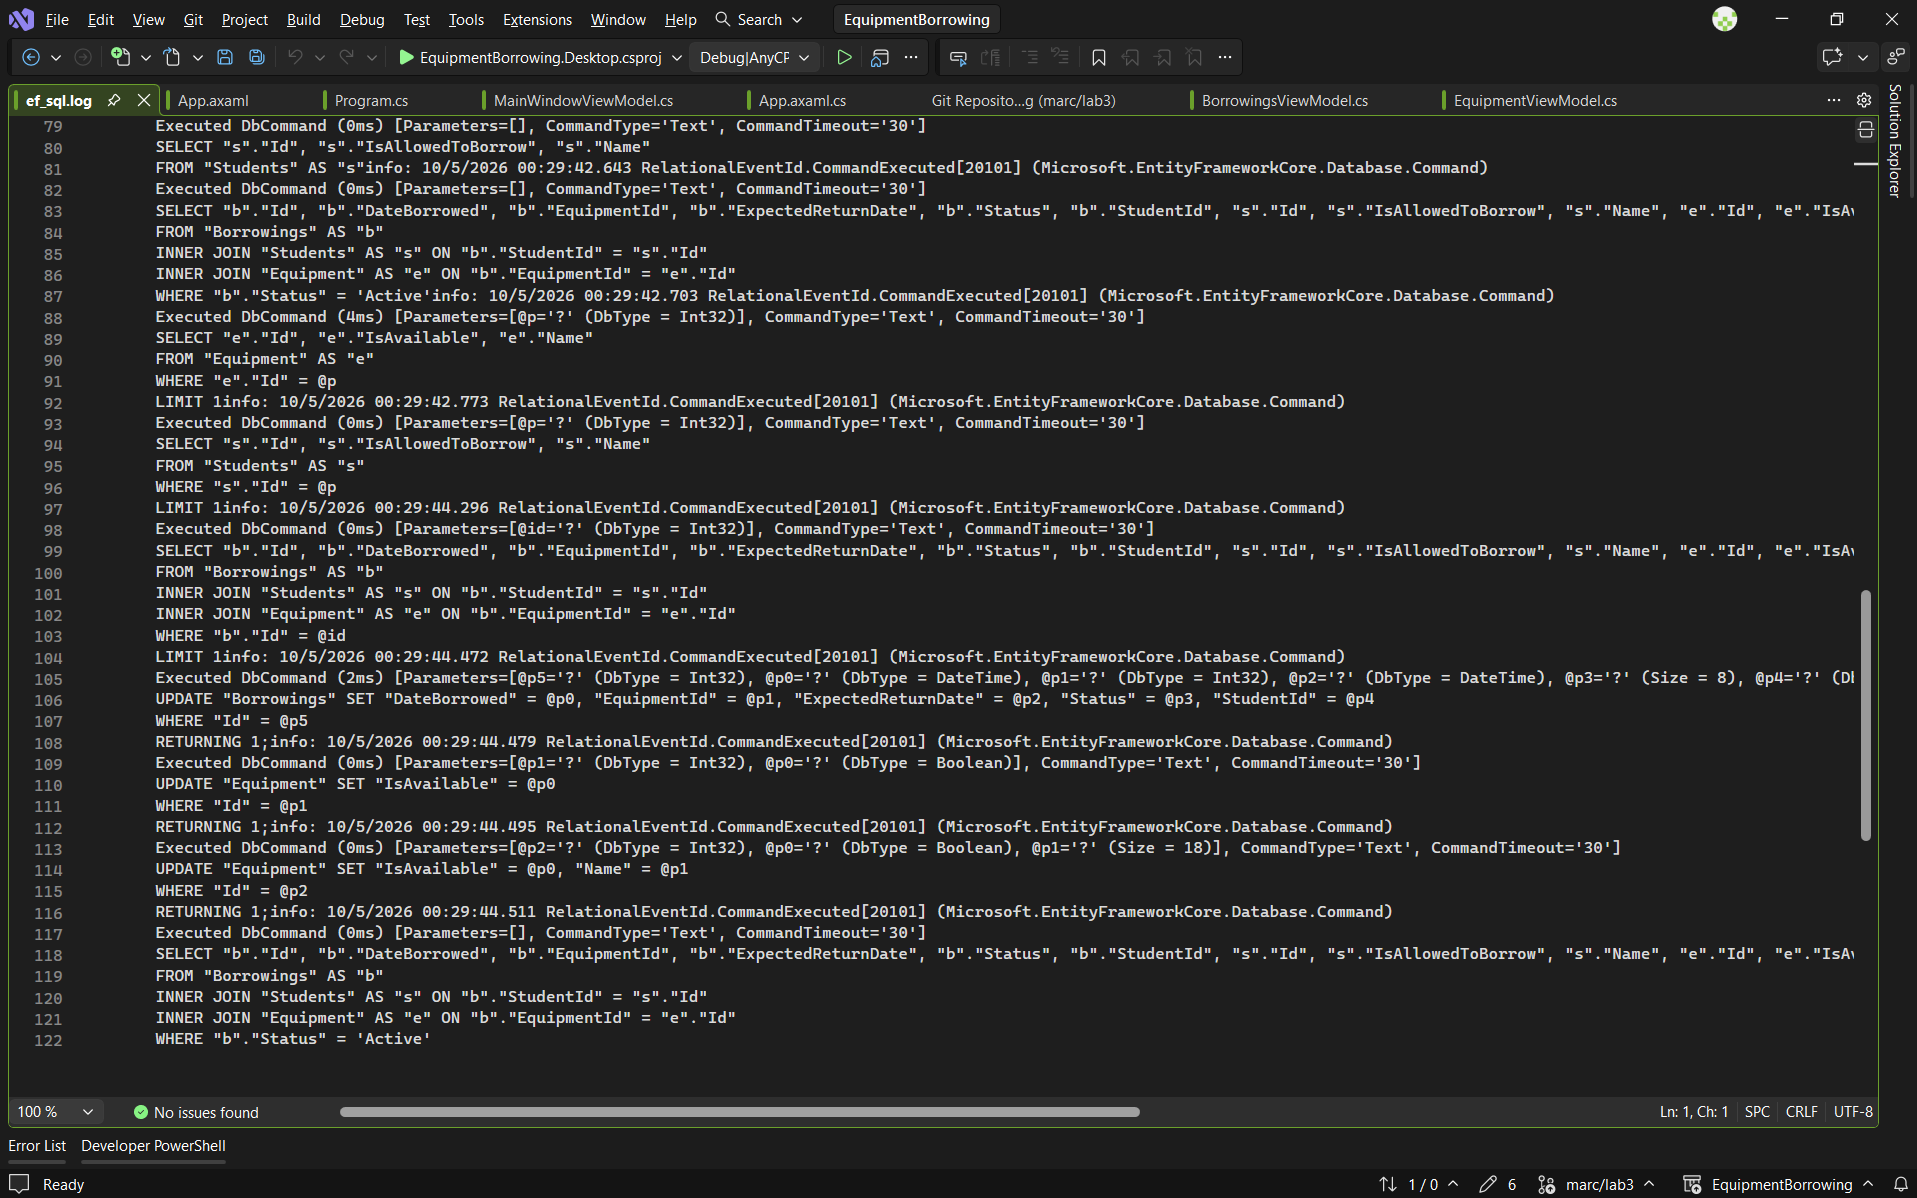 File Edit View Git Project Build Debug Test Tools Extensions Window Help Search EquipmentBorrowing
EquipmentBorrowing.Desktop.csproj Debug|AnyCP
ef_sql.log App.axaml Program.cs MainWindowViewModel.cs App.axaml.cs Git Reposito...g (marc/lab3) BorrowingsViewModel.cs EquipmentViewModel.cs
Solution Explorer
79 Executed DbCommand (0ms) [Parameters=[], CommandType='Text', CommandTimeout='30']
80 SELECT "s"."Id", "s"."IsAllowedToBorrow", "s"."Name"
81 FROM "Students" AS "s"info: 10/5/2026 00:29:42.643 RelationalEventId.CommandExecuted[20101] (Microsoft.EntityFrameworkCore.Database.Command)
82 Executed DbCommand (0ms) [Parameters=[], CommandType='Text', CommandTimeout='30']
83 SELECT "b"."Id", "b"."DateBorrowed", "b"."EquipmentId", "b"."ExpectedReturnDate", "b"."Status", "b"."StudentId", "s"."Id", "s"."IsAllowedToBorrow", "s"."Name", "e"."Id", "e"."IsAv
84 FROM "Borrowings" AS "b"
85 INNER JOIN "Students" AS "s" ON "b"."StudentId" = "s"."Id"
86 INNER JOIN "Equipment" AS "e" ON "b"."EquipmentId" = "e"."Id"
87 WHERE "b"."Status" = 'Active'info: 10/5/2026 00:29:42.703 RelationalEventId.CommandExecuted[20101] (Microsoft.EntityFrameworkCore.Database.Command)
88 Executed DbCommand (4ms) [Parameters=[@p='?' (DbType = Int32)], CommandType='Text', CommandTimeout='30']
89 SELECT "e"."Id", "e"."IsAvailable", "e"."Name"
90 FROM "Equipment" AS "e"
91 WHERE "e"."Id" = @p
92 LIMIT 1info: 10/5/2026 00:29:42.773 RelationalEventId.CommandExecuted[20101] (Microsoft.EntityFrameworkCore.Database.Command)
93 Executed DbCommand (0ms) [Parameters=[@p='?' (DbType = Int32)], CommandType='Text', CommandTimeout='30']
94 SELECT "s"."Id", "s"."IsAllowedToBorrow", "s"."Name"
95 FROM "Students" AS "s"
96 WHERE "s"."Id" = @p
97 LIMIT 1info: 10/5/2026 00:29:44.296 RelationalEventId.CommandExecuted[20101] (Microsoft.EntityFrameworkCore.Database.Command)
98 Executed DbCommand (0ms) [Parameters=[@id='?' (DbType = Int32)], CommandType='Text', CommandTimeout='30']
99 SELECT "b"."Id", "b"."DateBorrowed", "b"."EquipmentId", "b"."ExpectedReturnDate", "b"."Status", "b"."StudentId", "s"."Id", "s"."IsAllowedToBorrow", "s"."Name", "e"."Id", "e"."IsAv
100 FROM "Borrowings" AS "b"
101 INNER JOIN "Students" AS "s" ON "b"."StudentId" = "s"."Id"
102 INNER JOIN "Equipment" AS "e" ON "b"."EquipmentId" = "e"."Id"
103 WHERE "b"."Id" = @id
104 LIMIT 1info: 10/5/2026 00:29:44.472 RelationalEventId.CommandExecuted[20101] (Microsoft.EntityFrameworkCore.Database.Command)
105 Executed DbCommand (2ms) [Parameters=[@p5='?' (DbType = Int32), @p0='?' (DbType = DateTime), @p1='?' (DbType = Int32), @p2='?' (DbType = DateTime), @p3='?' (Size = 8), @p4='?' (Db
106 UPDATE "Borrowings" SET "DateBorrowed" = @p0, "EquipmentId" = @p1, "ExpectedReturnDate" = @p2, "Status" = @p3, "StudentId" = @p4
107 WHERE "Id" = @p5
108 RETURNING 1;info: 10/5/2026 00:29:44.479 RelationalEventId.CommandExecuted[20101] (Microsoft.EntityFrameworkCore.Database.Command)
109 Executed DbCommand (0ms) [Parameters=[@p1='?' (DbType = Int32), @p0='?' (DbType = Boolean)], CommandType='Text', CommandTimeout='30']
110 UPDATE "Equipment" SET "IsAvailable" = @p0
111 WHERE "Id" = @p1
112 RETURNING 1;info: 10/5/2026 00:29:44.495 RelationalEventId.CommandExecuted[20101] (Microsoft.EntityFrameworkCore.Database.Command)
113 Executed DbCommand (0ms) [Parameters=[@p2='?' (DbType = Int32), @p0='?' (DbType = Boolean), @p1='?' (Size = 18)], CommandType='Text', CommandTimeout='30']
114 UPDATE "Equipment" SET "IsAvailable" = @p0, "Name" = @p1
115 WHERE "Id" = @p2
116 RETURNING 1;info: 10/5/2026 00:29:44.511 RelationalEventId.CommandExecuted[20101] (Microsoft.EntityFrameworkCore.Database.Command)
117 Executed DbCommand (0ms) [Parameters=[], CommandType='Text', CommandTimeout='30']
118 SELECT "b"."Id", "b"."DateBorrowed", "b"."EquipmentId", "b"."ExpectedReturnDate", "b"."Status", "b"."StudentId", "s"."Id", "s"."IsAllowedToBorrow", "s"."Name", "e"."Id", "e"."IsAv
119 FROM "Borrowings" AS "b"
120 INNER JOIN "Students" AS "s" ON "b"."StudentId" = "s"."Id"
121 INNER JOIN "Equipment" AS "e" ON "b"."EquipmentId" = "e"."Id"
122 WHERE "b"."Status" = 'Active'
100 % No issues found Ln: 1, Ch: 1 SPC CRLF UTF-8
Error List Developer PowerShell
Ready 1 / 0 6 marc/lab3 EquipmentBorrowing